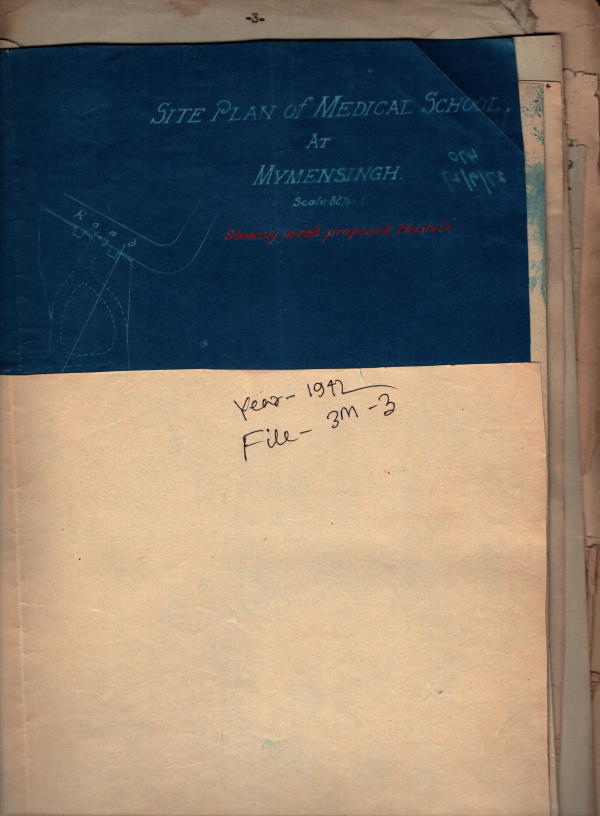 -3-
SITE PLAN of MEDICAL SCHOOL,
AT
MYMENSINGH.
Scale
Showing in red proposed Hostels
Road
Year - 1942
File - 3M - 3